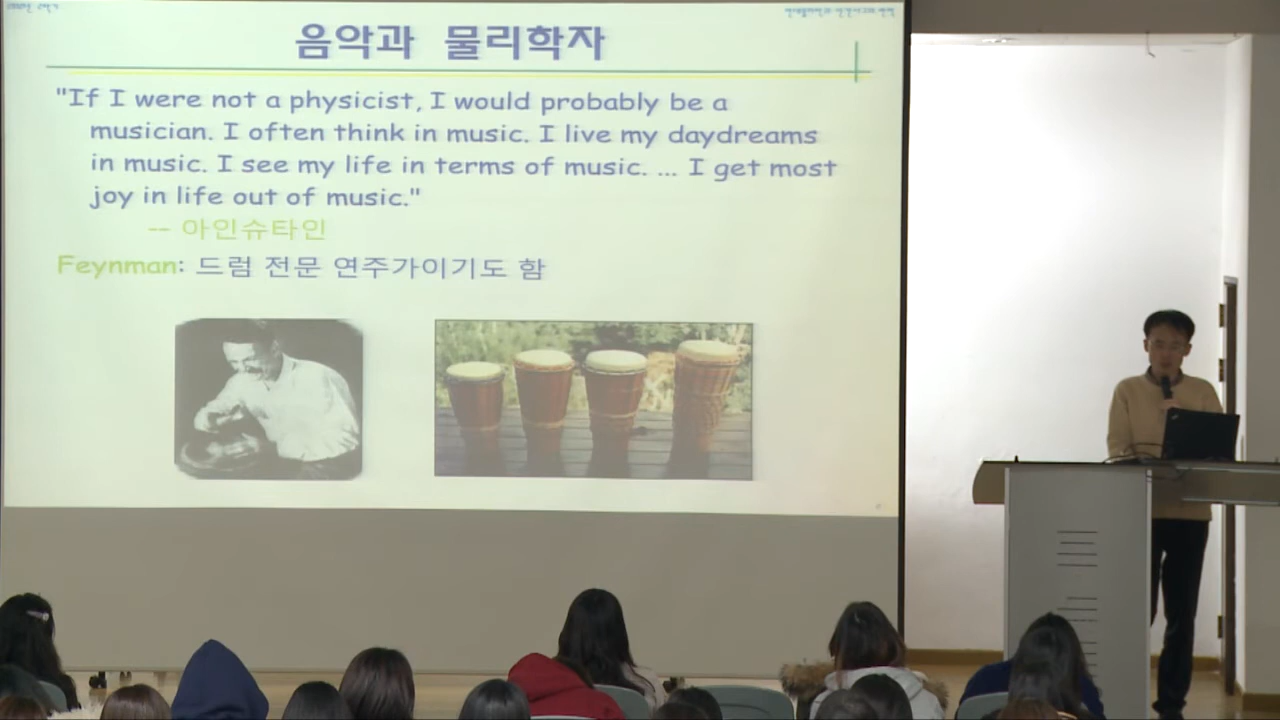 음악과 물리학자
"If I were not a physicist, I would probably be a
musician. I often think in music. I live my daydreams
in music. I see my life in terms of music. ... I get most
joy in life out of music."
-- 아인슈타인
Feynman: 드럼 전문 연주가이기도 함